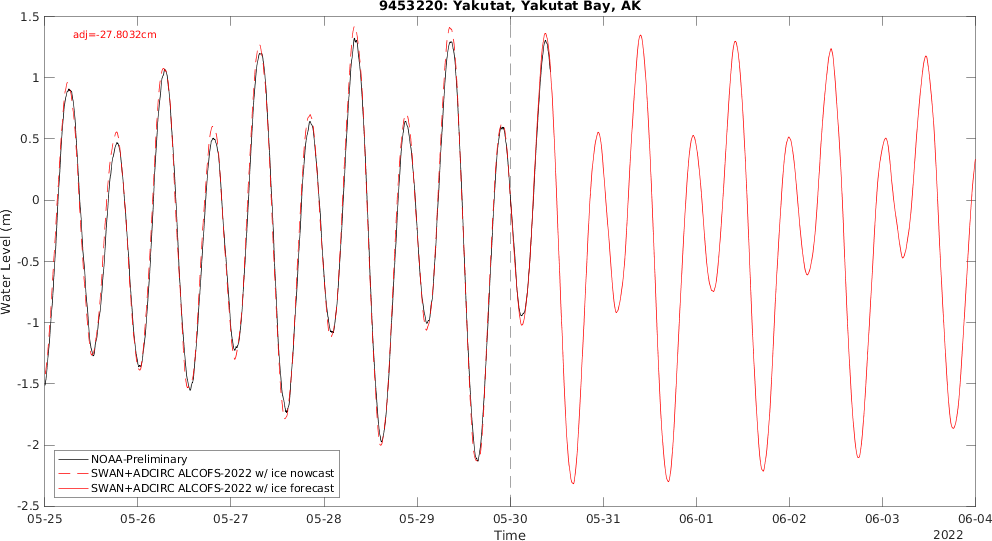 9453220: Yakutat, Yakutat Bay, AK
adj=-27.8032cm
1.5
1
0.5
0
-0.5
-1
-1.5
-2
-2.5
Water Level (m)
NOAA-Preliminary
SWAN+ADCIRC ALCOFS-2022 w/ ice nowcast
SWAN+ADCIRC ALCOFS-2022 w/ ice forecast
05-25 05-26 05-27 05-28 05-29 05-30 05-31 06-01 06-02 06-03 06-04
Time
2022